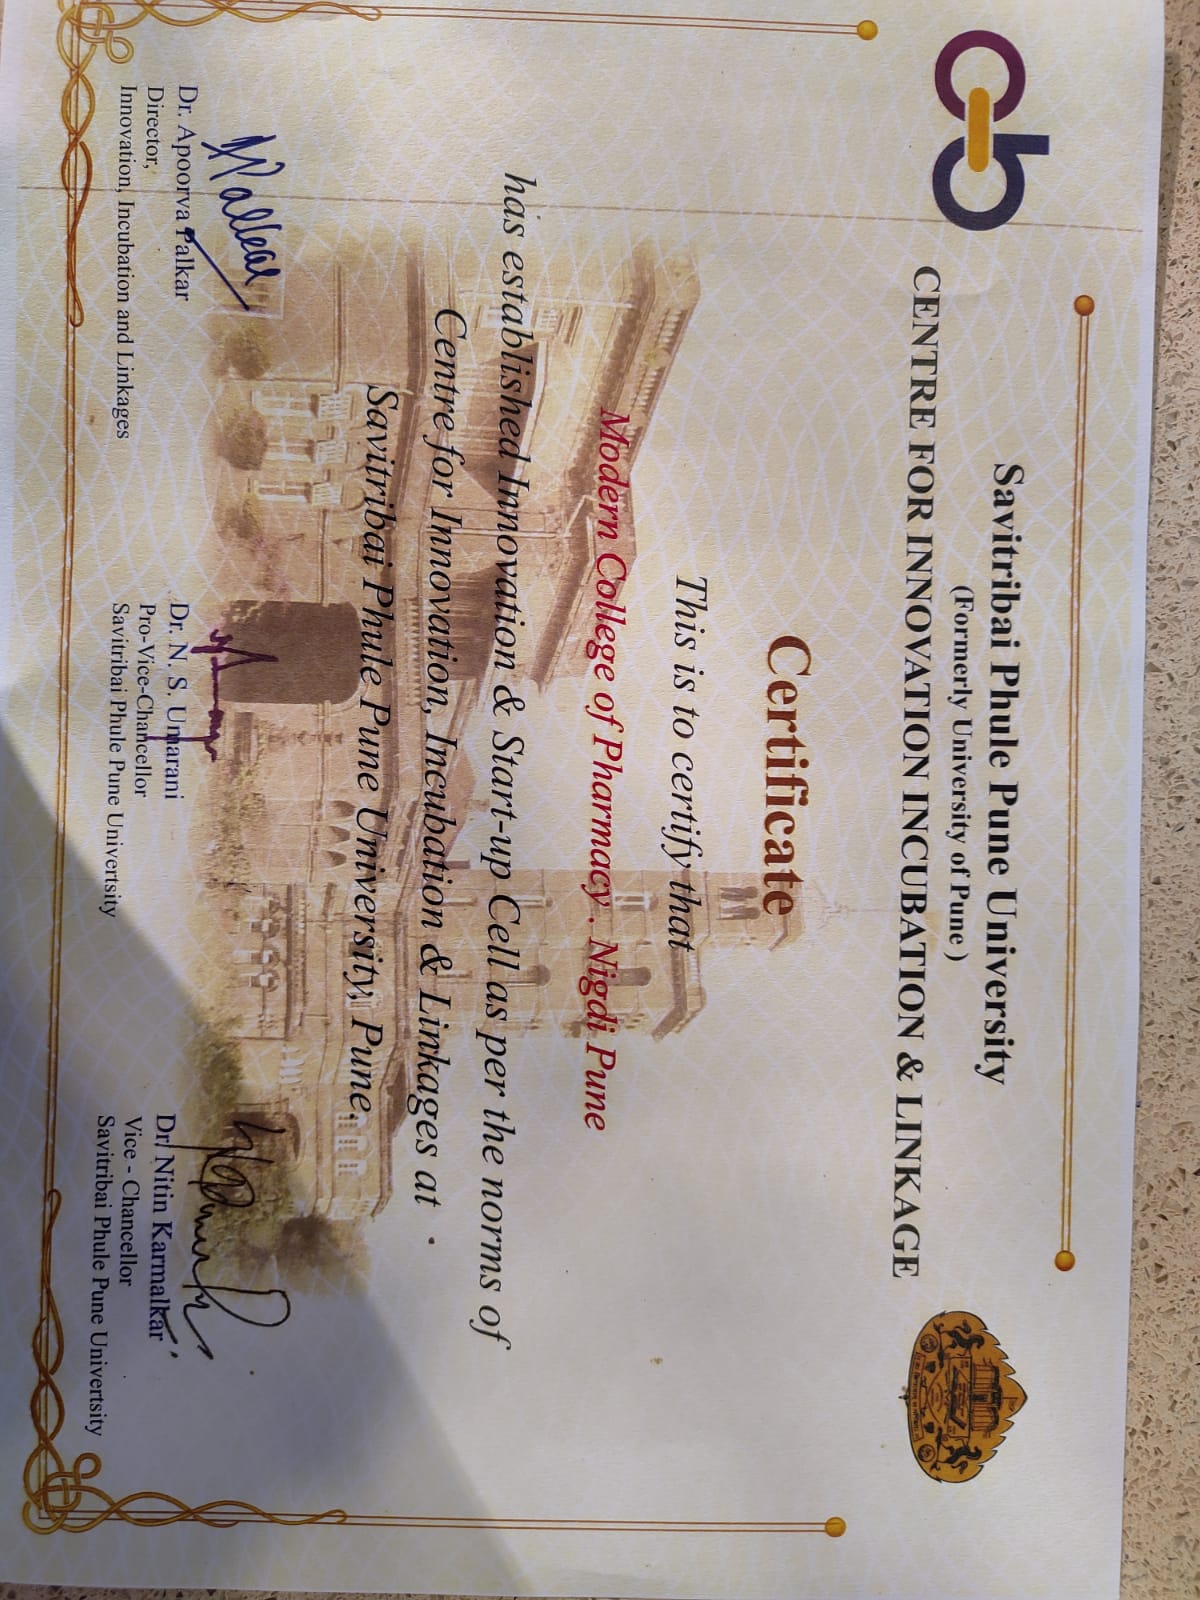 Savitribai Phule Pune University
(Formerly University of Pune)
CENTRE FOR INNOVATION INCUBATION & LINKAGE
Certificate
This is to certify that
Modern College of Pharmacy . Nigdi Pune
has established Innovation & Start-up Cell as per the norms of
Centre for Innovation, Incubation & Linkages at
Savitribai Phule Pune University, Pune.
Dr. Apoorva Palkar
Director,
Innovation, Incubation and Linkages
Dr. N. S. Umarani
Pro-Vice-Chancellor
Savitribai Phule Pune Univertsity
Dr. Nitin Karmalkar
Vice - Chancellor
Savitribai Phule Pune Univertsity